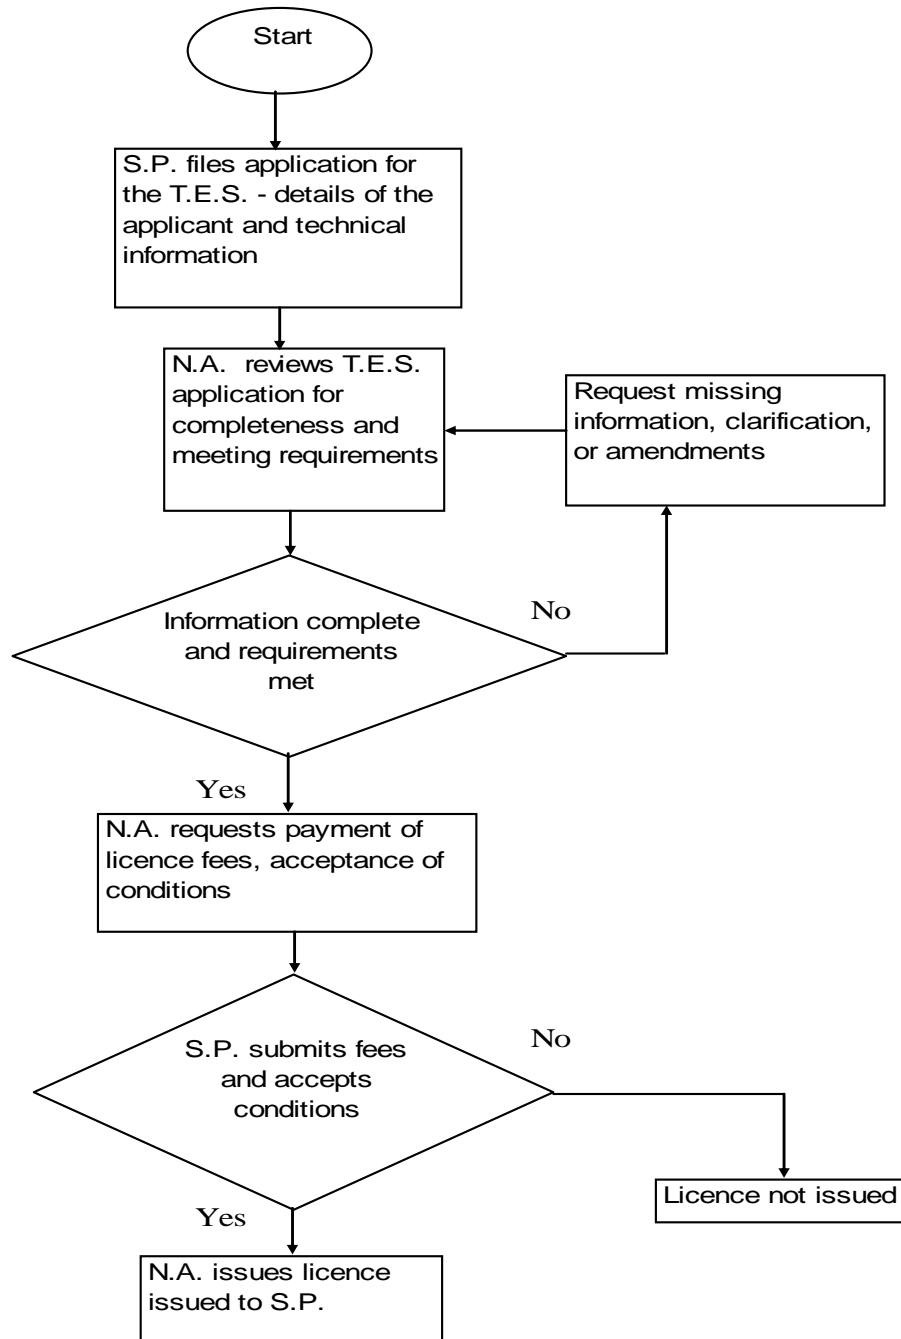 Start
S.P. files application for
the T.E.S. - details of the
applicant and technical
information
N.A. reviews T.E.S.
application for
completeness and
meeting requirements
Request missing
information, clarification,
or amendments
Information complete
and requirements
met
No
Yes
N.A. requests payment of
licence fees, acceptance of
conditions
S.P. submits fees
and accepts
conditions
No
Licence not issued
Yes
N.A. issues licence
issued to S.P.